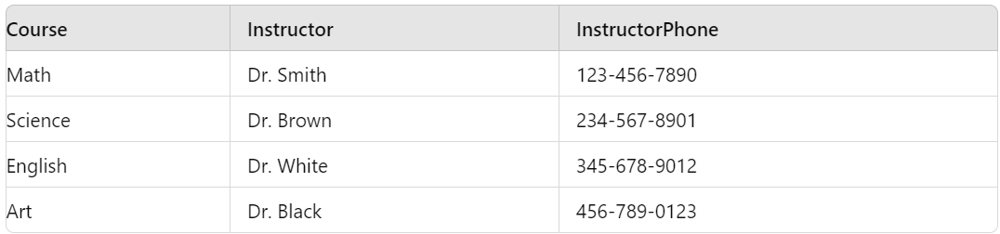 Course Instructor InstructorPhone
Math Dr. Smith 123-456-7890
Science Dr. Brown 234-567-8901
English Dr. White 345-678-9012
Art Dr. Black 456-789-0123